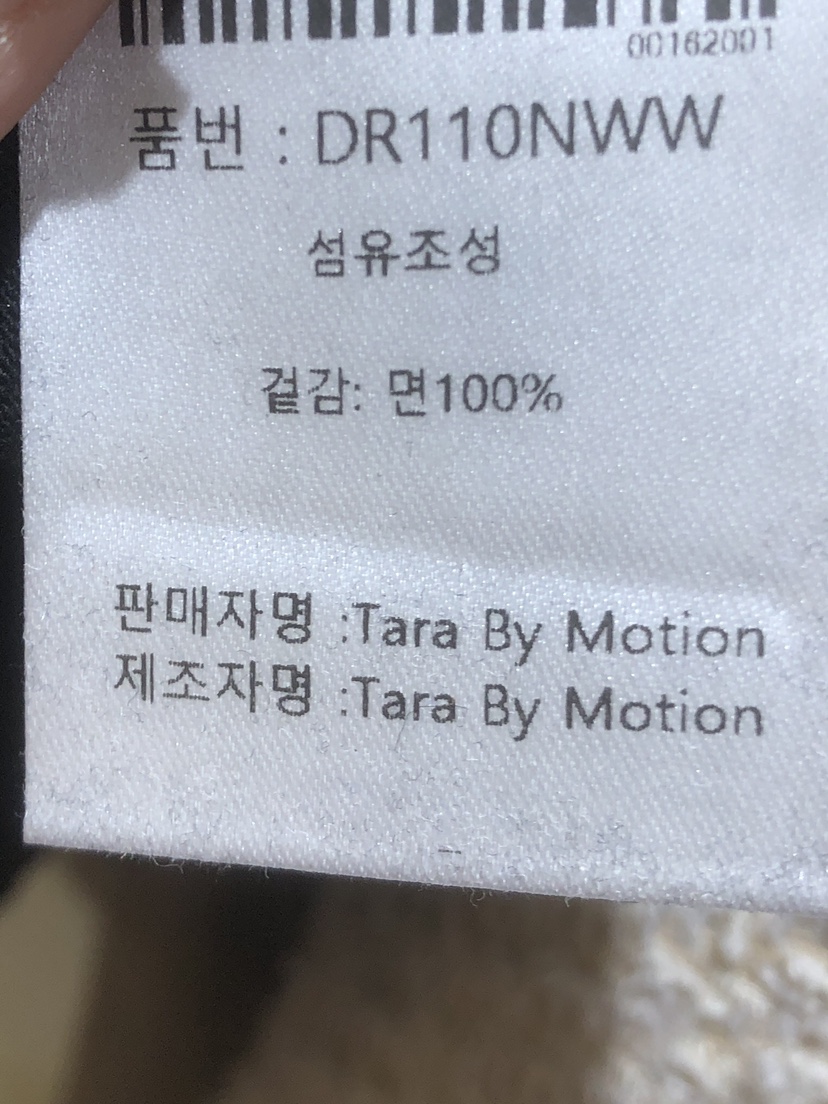 00162001
품번 : DR110NWW
섬유조성
겉감: 면100%
판매자명 :Tara By Motion
제조자명 :Tara By Motion